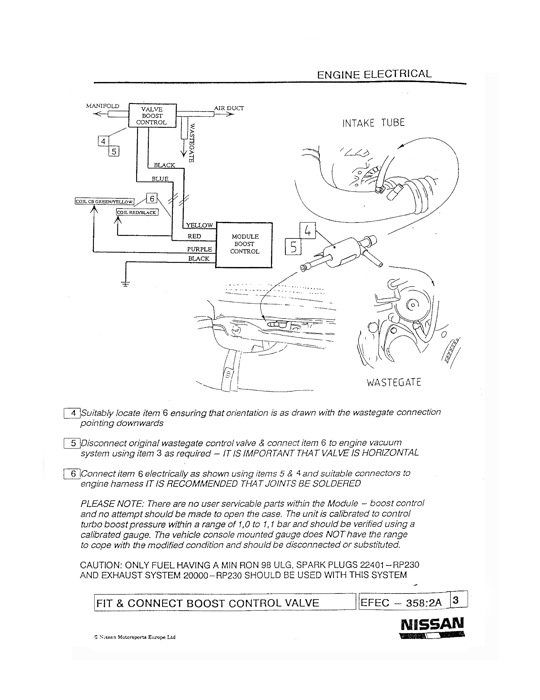 ENGINE ELECTRICAL
MANIFOLD
VALVE
BOOST
CONTROL
AIR DUCT
WASTEGATE
4
5
BLACK
BLUE
6
COIL CB GREEN/YELLOW
COIL RED/BLACK
YELLOW
RED
PURPLE
BLACK
MODULE
BOOST
CONTROL
INTAKE TUBE
4
5
WASTEGATE
4 Suitably locate item 6 ensuring that orientation is as drawn with the wastegate connection
pointing downwards
5 Disconnect original wastegate control valve & connect item 6 to engine vacuum
system using item 3 as required – IT IS IMPORTANT THAT VALVE IS HORIZONTAL
6 Connect item 6 electrically as shown using items 5 & 4 and suitable connectors to
engine harness IT IS RECOMMENDED THAT JOINTS BE SOLDERED
PLEASE NOTE: There are no user servicable parts within the Module – boost control
and no attempt should be made to open the case. The unit is calibrated to control
turbo boost pressure within a range of 1,0 to 1,1 bar and should be verified using a
calibrated gauge. The vehicle console mounted gauge does NOT have the range
to cope with the modified condition and should be disconnected or substituted.
CAUTION: ONLY FUEL HAVING A MIN RON 98 ULG, SPARK PLUGS 22401–RP230
AND EXHAUST SYSTEM 20000–RP230 SHOULD BE USED WITH THIS SYSTEM
FIT & CONNECT BOOST CONTROL VALVE
EFEC – 358:2A 3
NISSAN
© Nissan Motorsports Europe Ltd